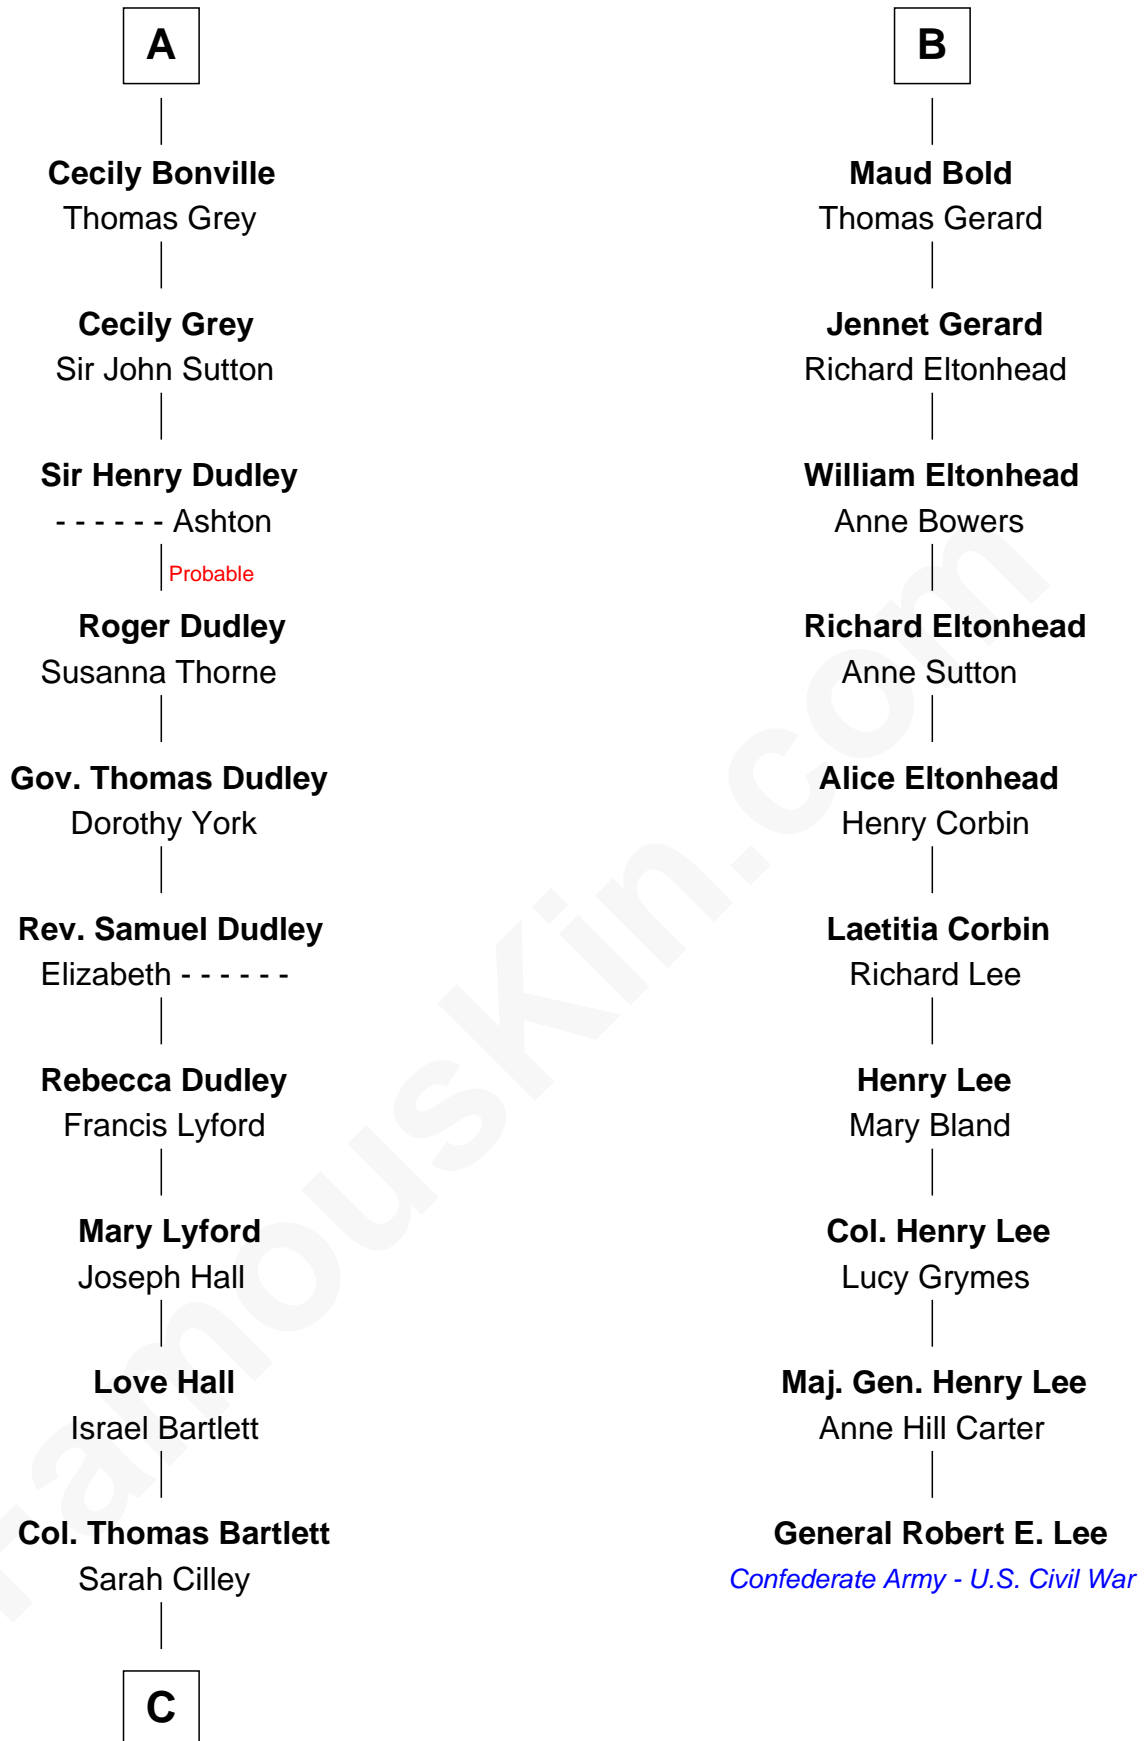 A
Cecily Bonville
Thomas Grey
Cecily Grey
Sir John Sutton
Sir Henry Dudley
- - - - - - Ashton
Probable
Roger Dudley
Susanna Thorne
Gov. Thomas Dudley
Dorothy York
Rev. Samuel Dudley
Elizabeth - - - - - -
Rebecca Dudley
Francis Lyford
Mary Lyford
Joseph Hall
Love Hall
Israel Bartlett
Col. Thomas Bartlett
Sarah Cilley
C
B
Maud Bold
Thomas Gerard
Jennet Gerard
Richard Eltonhead
William Eltonhead
Anne Bowers
Richard Eltonhead
Anne Sutton
Alice Eltonhead
Henry Corbin
Laetitia Corbin
Richard Lee
Henry Lee
Mary Bland
Col. Henry Lee
Lucy Grymes
Maj. Gen. Henry Lee
Anne Hill Carter
General Robert E. Lee
Confederate Army - U.S. Civil War
FamousKin.com